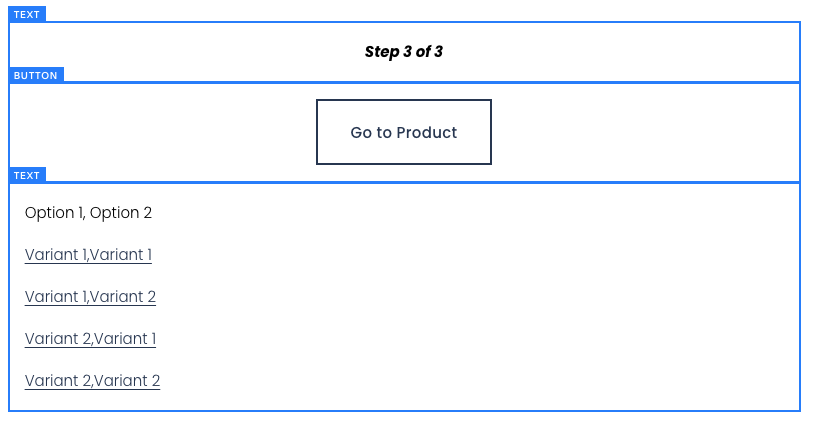 TEXT
Step 3 of 3
BUTTON
Go to Product
TEXT
Option 1, Option 2
Variant 1,Variant 1
Variant 1,Variant 2
Variant 2,Variant 1
Variant 2,Variant 2